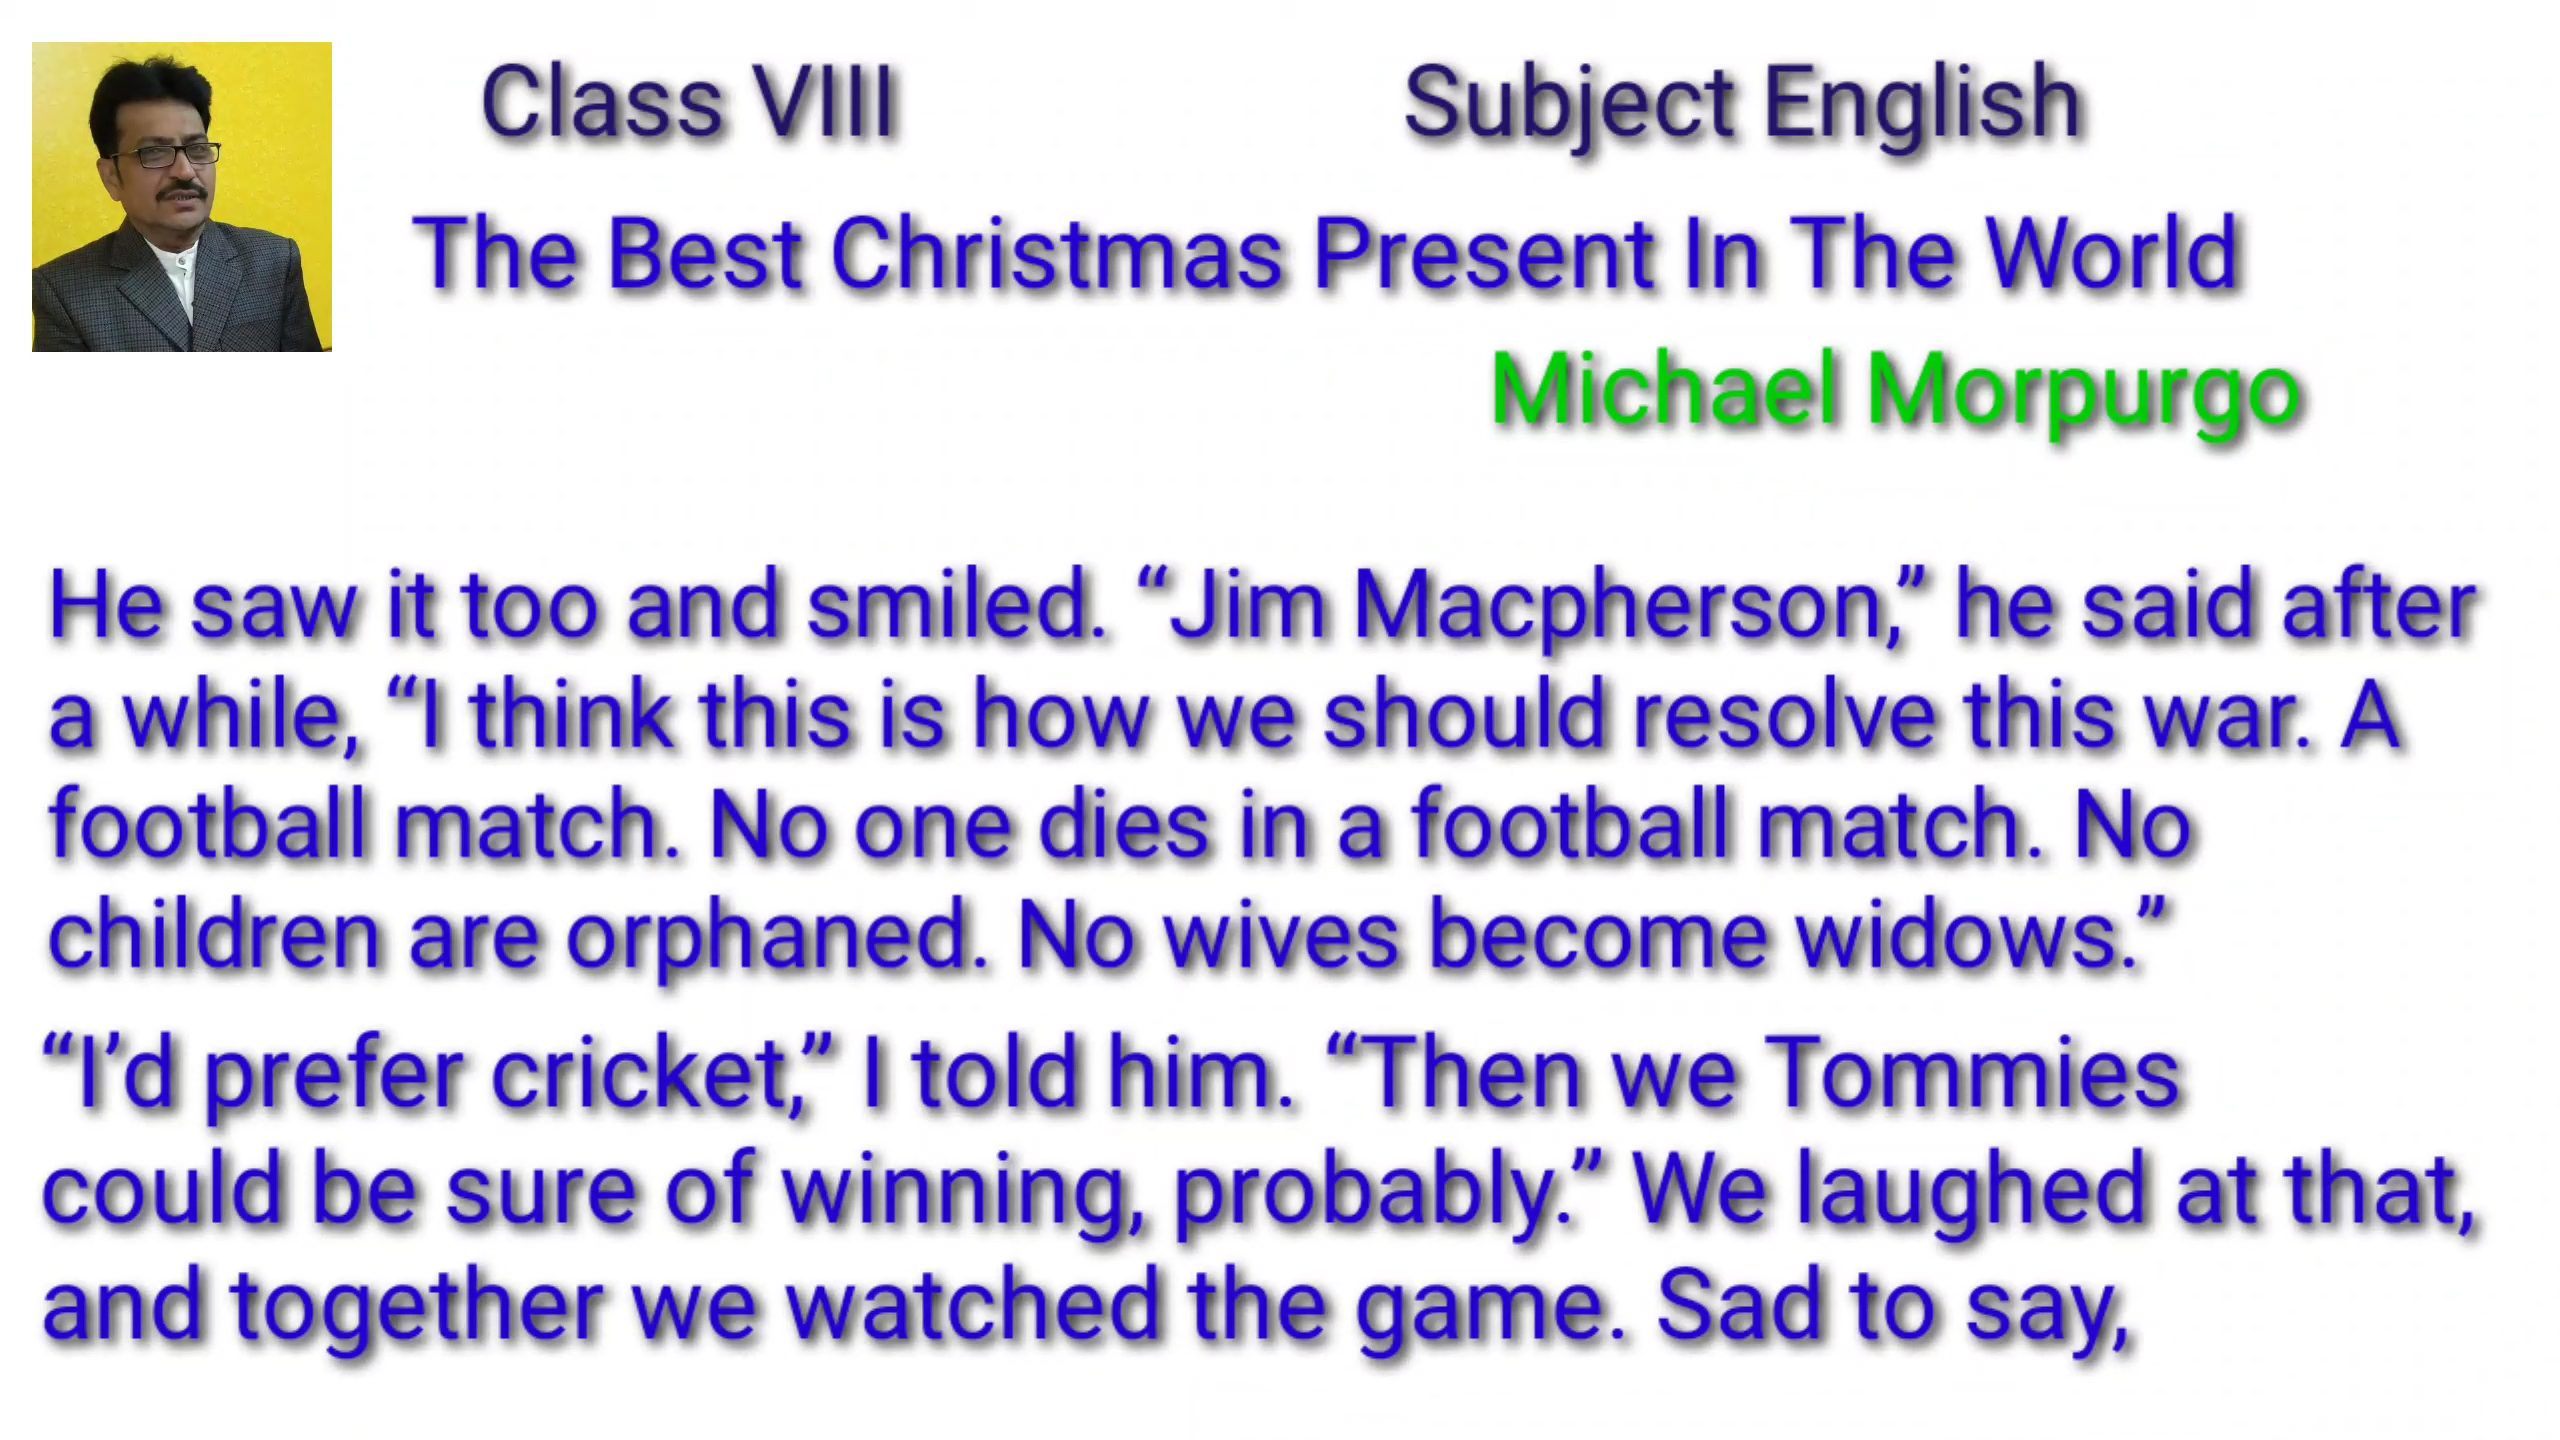 Class VIII Subject English
The Best Christmas Present In The World
Michael Morpurgo
He saw it too and smiled. “Jim Macpherson,” he said after
a while, “I think this is how we should resolve this war. A
football match. No one dies in a football match. No
children are orphaned. No wives become widows.”
“I’d prefer cricket,” I told him. “Then we Tommies
could be sure of winning, probably.” We laughed at that,
and together we watched the game. Sad to say,